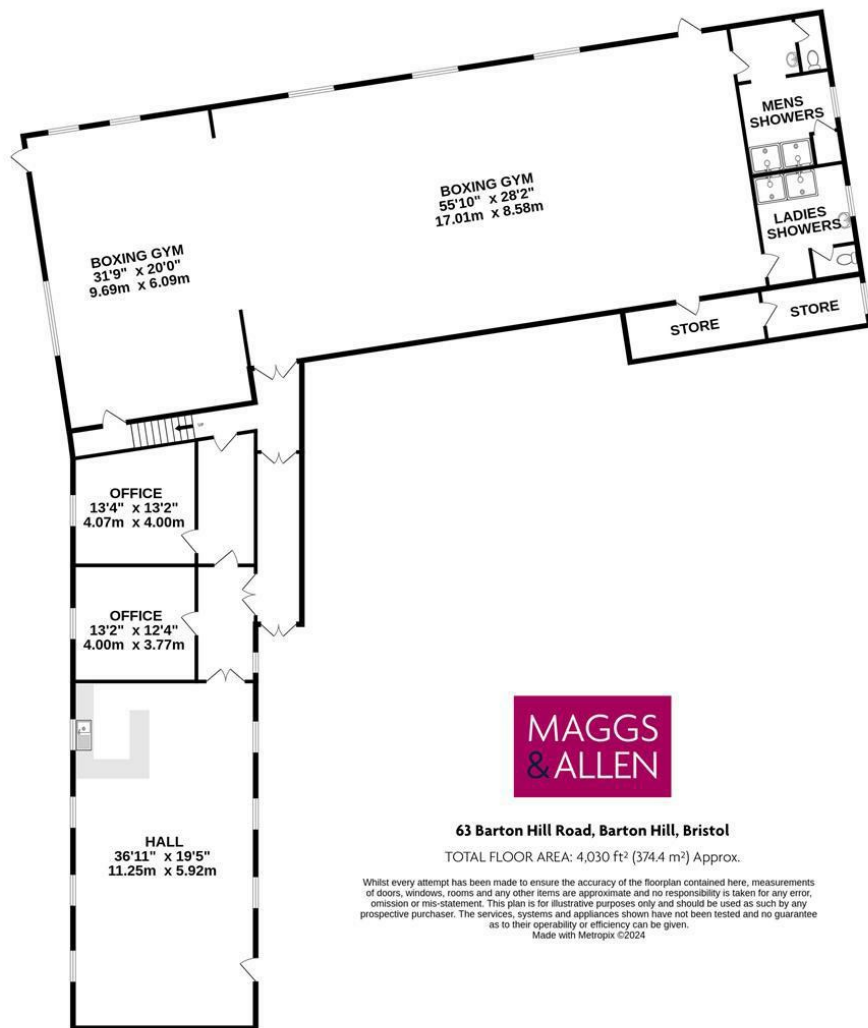 MENS
SHOWERS
BOXING GYM
55'10" x 28'2"
17.01m x 8.58m
LADIES
SHOWERS
BOXING GYM
31'9" x 20'0"
9.69m x 6.09m
STORE
STORE
UP
OFFICE
13'4" x 13'2"
4.07m x 4.00m
OFFICE
13'2" x 12'4"
4.00m x 3.77m
HALL
36'11" x 19'5"
11.25m x 5.92m
MAGGS
& ALLEN
63 Barton Hill Road, Barton Hill, Bristol
TOTAL FLOOR AREA: 4,030 ft² (374.4 m²) Approx.
Whilst every attempt has been made to ensure the accuracy of the floorplan contained here, measurements
of doors, windows, rooms and any other items are approximate and no responsibility is taken for any error,
omission or mis-statement. This plan is for illustrative purposes only and should be used as such by any
prospective purchaser. The services, systems and appliances shown have not been tested and no guarantee
as to their operability or efficiency can be given.
Made with Metropix ©2024